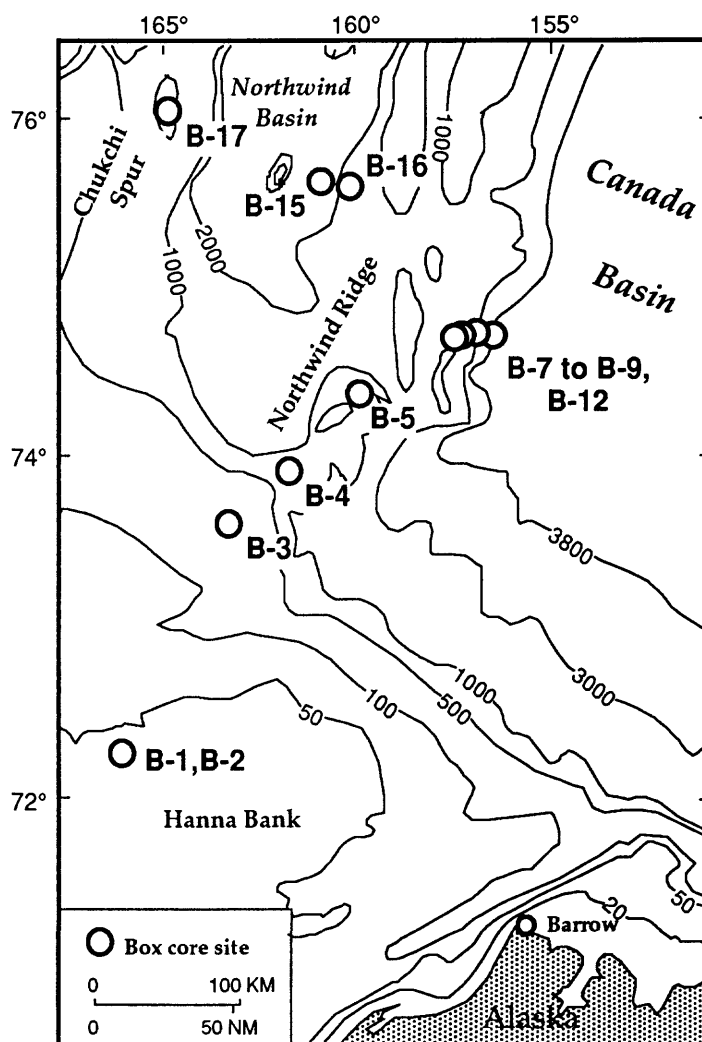 165° 160° 155°
76°
Northwind
Basin
1000
B-17
Chukchi
Spur
B-16
B-15
Canada
Basin
2000
1000
Northwind Ridge
B-7 to B-9,
B-12
B-5
74°
B-4
B-3
3800
3000
1000
500
100
50
B-1,B-2
72°
Hanna Bank
50
20
Barrow
Alaska
Box core site
0 100 KM
0 50 NM